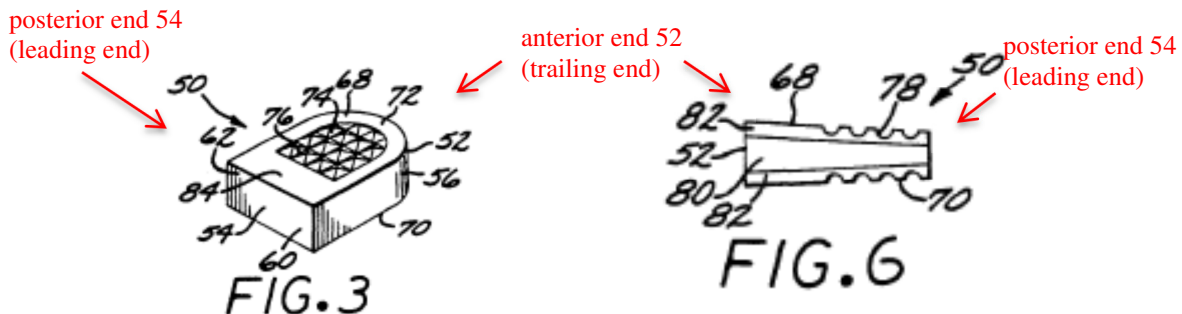 posterior end 54
(leading end)
anterior end 52
(trailing end)
posterior end 54
(leading end)
50
74
68
72
76
62
52
84
56
54
70
60
FIG.3
50
68
78
82
52
80
82
70
FIG.6